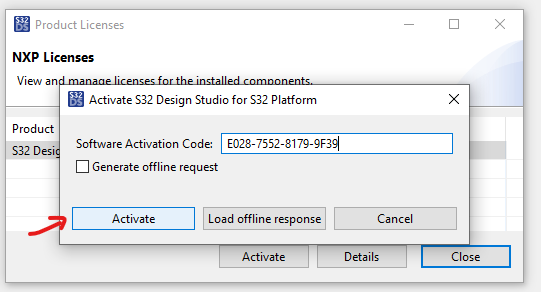 S32
DS
Product Licenses
NXP Licenses
View and manage licenses for the installed components.
S32
DS
Activate S32 Design Studio for S32 Platform
Product
Software Activation Code:
E028-7552-8179-9F39
S32 Desig
Generate offline request
Activate
Load offline response
Cancel
Activate
Details
Close